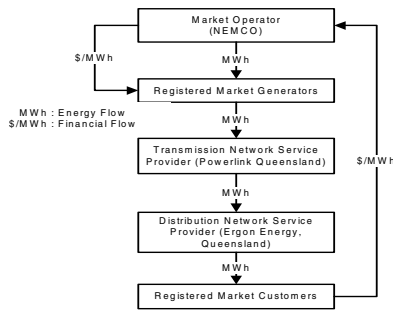 Market Operator
(NEMCO)
$/MWh
MWh
Registered Market Generators
MWh : Energy Flow
$/MWh : Financial Flow
MWh
Transmission Network Service
Provider (Powerlink Queensland)
$/MWh
MWh
Distribution Network Service
Provider (Ergon Energy,
Queensland)
MWh
Registered Market Customers